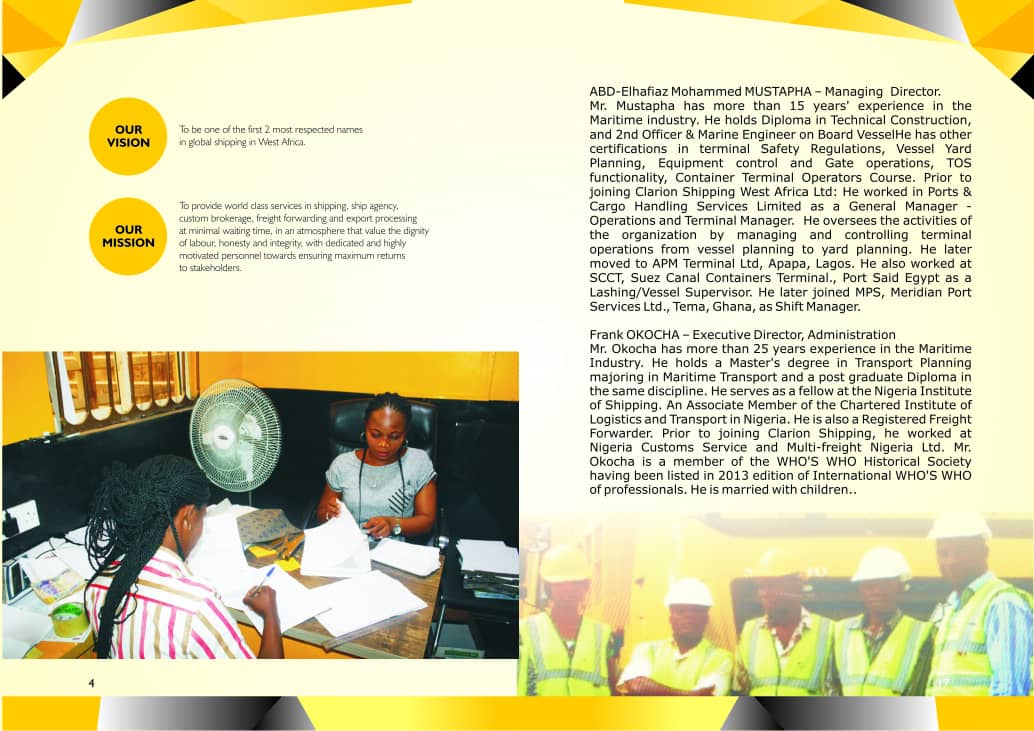 OUR
VISION
To be one of the first 2 most respected names
in global shipping in West Africa.
OUR
MISSION
To provide world class services in shipping, ship agency,
custom brokerage, freight forwarding and export processing
at minimal waiting time, in an atmosphere that value the dignity
of labour, honesty and integrity, with dedicated and highly
motivated personnel towards ensuring maximum returns
to stakeholders.
4
ABD-Elhafiaz Mohammed MUSTAPHA – Managing Director.
Mr. Mustapha has more than 15 years' experience in the
Maritime industry. He holds Diploma in Technical Construction,
and 2nd Officer & Marine Engineer on Board VesselHe has other
certifications in terminal Safety Regulations, Vessel Yard
Planning, Equipment control and Gate operations, TOS
functionality, Container Terminal Operators Course. Prior to
joining Clarion Shipping West Africa Ltd: He worked in Ports &
Cargo Handling Services Limited as a General Manager -
Operations and Terminal Manager. He oversees the activities of
the organization by managing and controlling terminal
operations from vessel planning to yard planning. He later
moved to APM Terminal Ltd, Apapa, Lagos. He also worked at
SCCT, Suez Canal Containers Terminal., Port Said Egypt as a
Lashing/Vessel Supervisor. He later joined MPS, Meridian Port
Services Ltd., Tema, Ghana, as Shift Manager.
Frank OKOCHA – Executive Director, Administration
Mr. Okocha has more than 25 years experience in the Maritime
Industry. He holds a Master's degree in Transport Planning
majoring in Maritime Transport and a post graduate Diploma in
the same discipline. He serves as a fellow at the Nigeria Institute
of Shipping. An Associate Member of the Chartered Institute of
Logistics and Transport in Nigeria. He is also a Registered Freight
Forwarder. Prior to joining Clarion Shipping, he worked at
Nigeria Customs Service and Multi-freight Nigeria Ltd. Mr.
Okocha is a member of the WHO'S WHO Historical Society
having been listed in 2013 edition of International WHO'S WHO
of professionals. He is married with children..
17